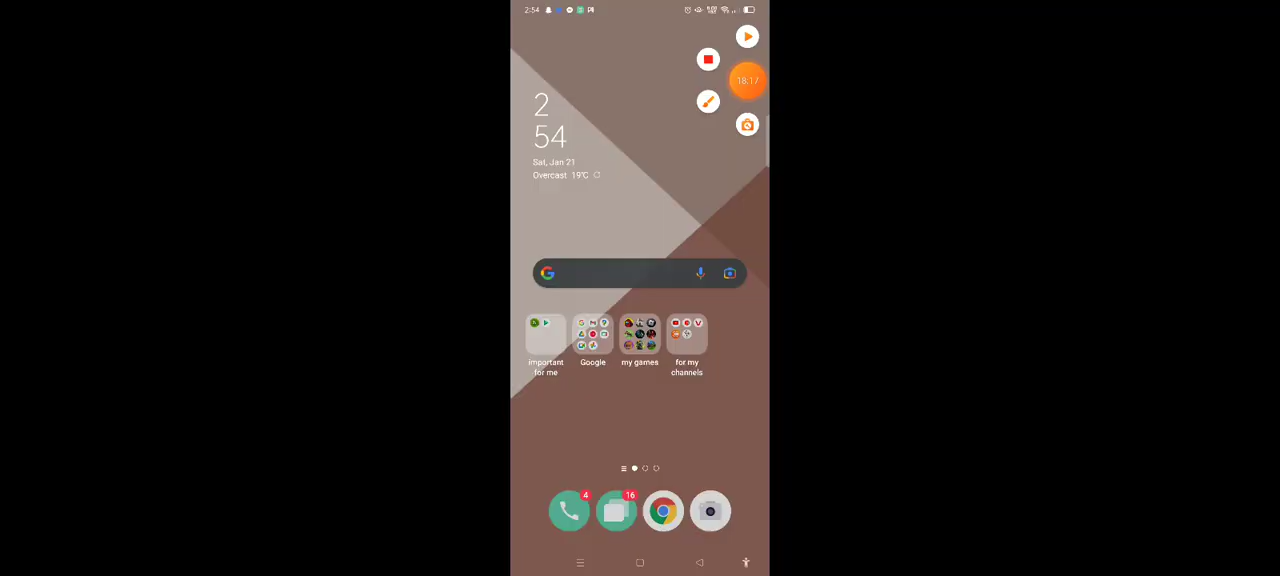 2:54
18:17
2
54
Sat, Jan 21
Overcast 19℃
important
for me
Google
my games
for my
channels
4
16